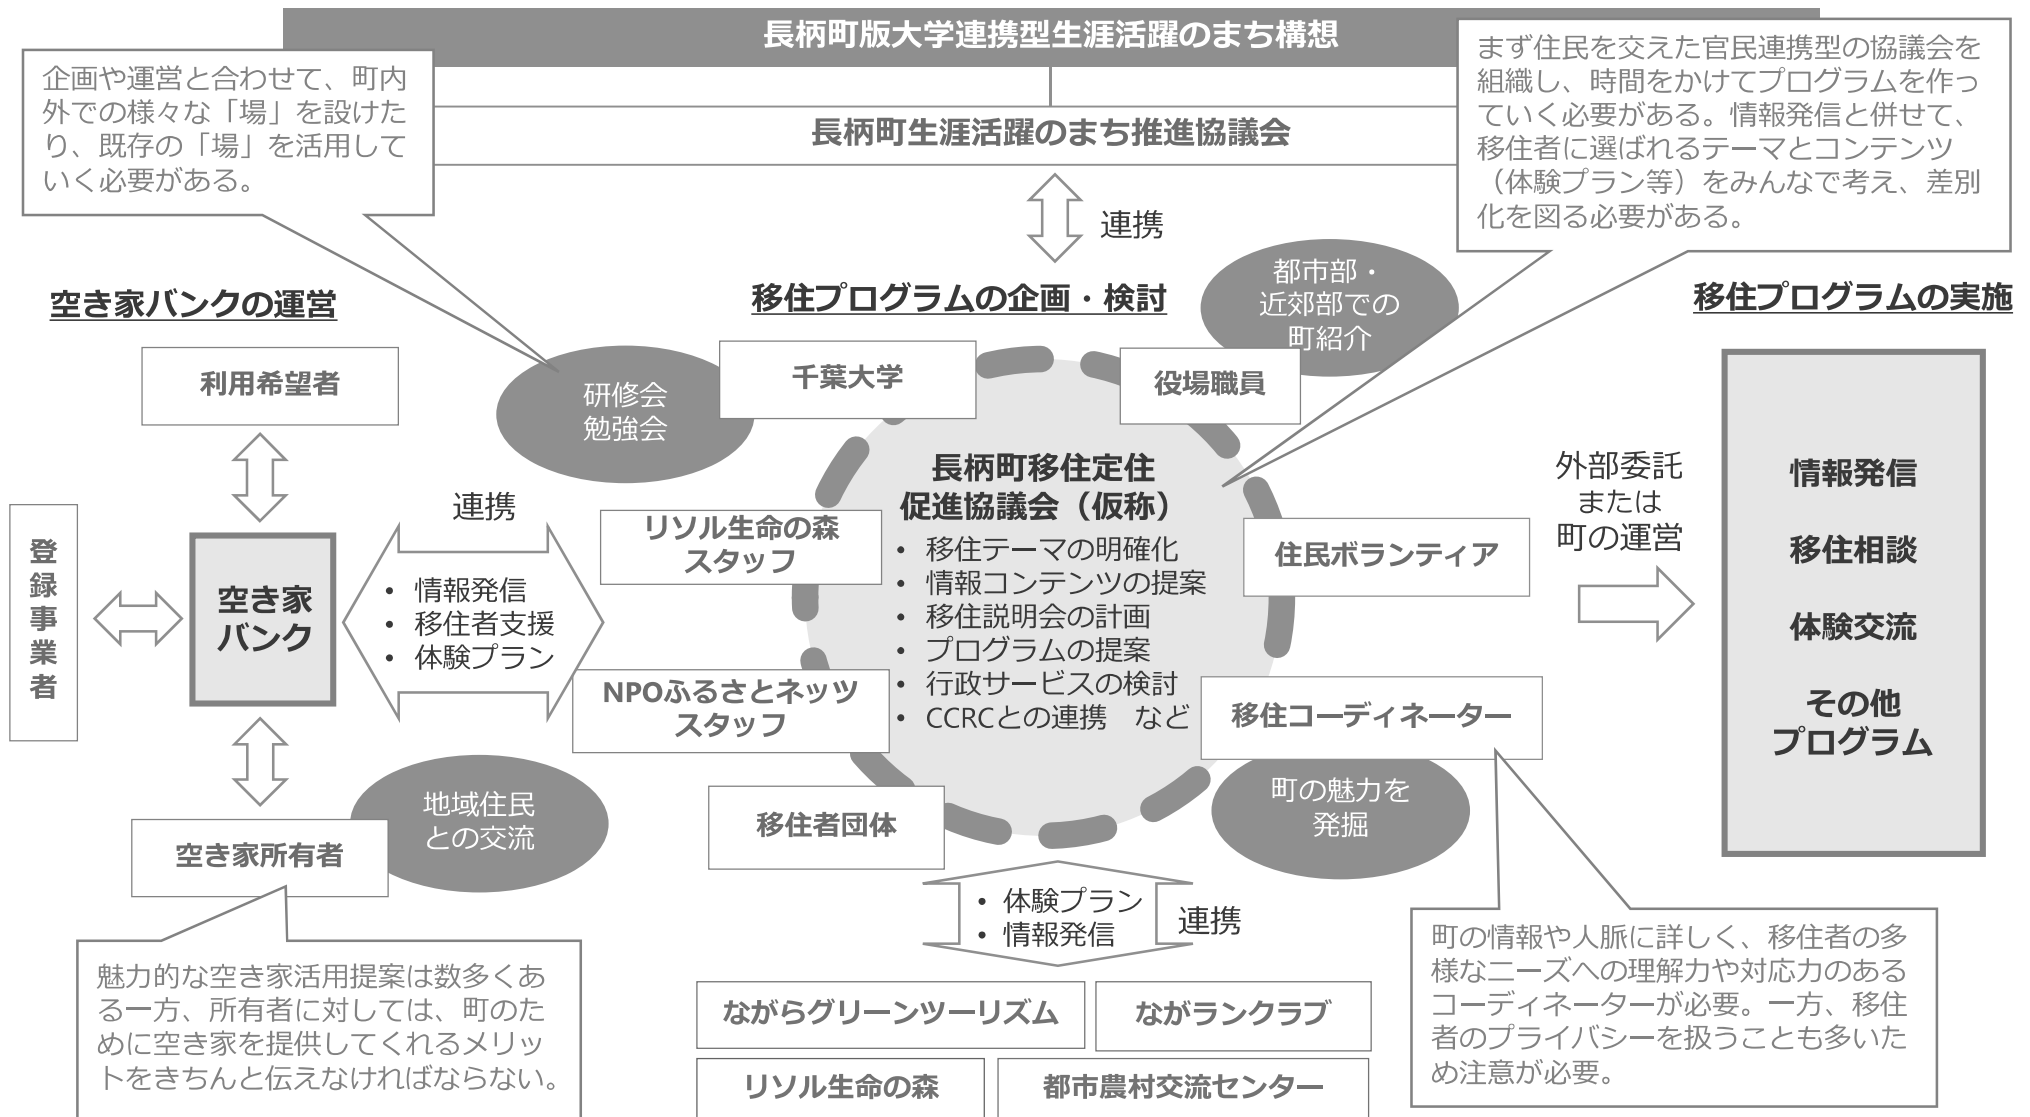 長柄町版大学連携型生涯活躍のまち構想
企画や運営と合わせて、町内
外での様々な「場」を設けた
り、既存の「場」を活用して
いく必要がある。
長柄町生涯活躍のまち推進協議会
まず住民を交えた官民連携型の協議会を
組織し、時間をかけてプログラムを作っ
ていく必要がある。情報発信と併せて、
移住者に選ばれるテーマとコンテンツ
（体験プラン等）をみんなで考え、差別
化を図る必要がある。
連携
空き家バンクの運営
利用希望者
登録事業者
空き家
バンク
空き家所有者
連携
• 情報発信
• 移住者支援
• 体験プラン
地域住民
との交流
魅力的な空き家活用提案は数多くあ
る一方、所有者に対しては、町のた
めに空き家を提供してくれるメリッ
トをきちんと伝えなければならない。
移住プログラムの企画・検討
都市部・
近郊部での
町紹介
研修会
勉強会
千葉大学
役場職員
リソル生命の森
スタッフ
住民ボランティア
NPOふるさとネッツ
スタッフ
移住コーディネーター
移住者団体
町の魅力を
発掘
長柄町移住定住
促進協議会（仮称）
• 移住テーマの明確化
• 情報コンテンツの提案
• 移住説明会の計画
• プログラムの提案
• 行政サービスの検討
• CCRCとの連携　など
• 体験プラン
• 情報発信
連携
ながらグリーンツーリズム
ながランクラブ
リソル生命の森
都市農村交流センター
移住プログラムの実施
外部委託
または
町の運営
情報発信
移住相談
体験交流
その他
プログラム
町の情報や人脈に詳しく、移住者の多
様なニーズへの理解力や対応力のある
コーディネーターが必要。一方、移住
者のプライバシーを扱うことも多いた
め注意が必要。